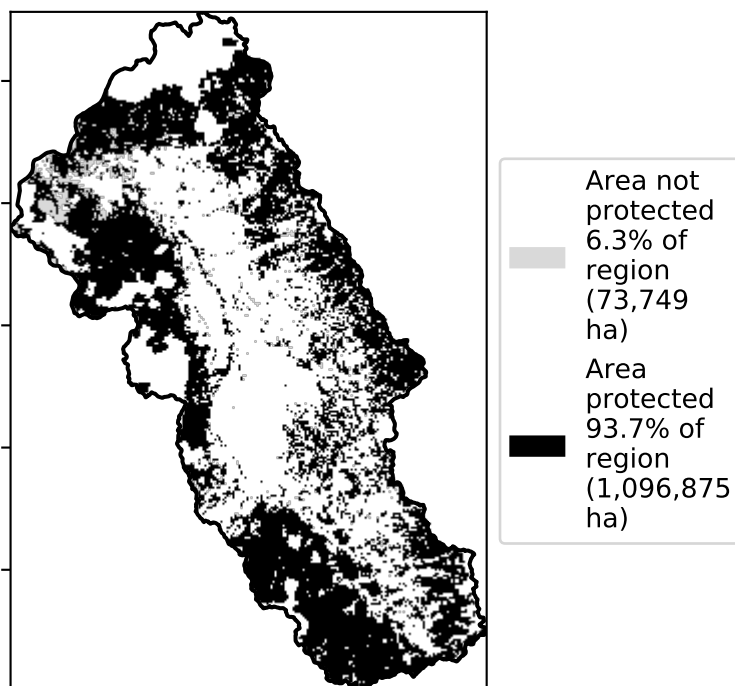 Area not
protected
6.3% of
region
(73,749
ha)
Area
protected
93.7% of
region
(1,096,875
ha)